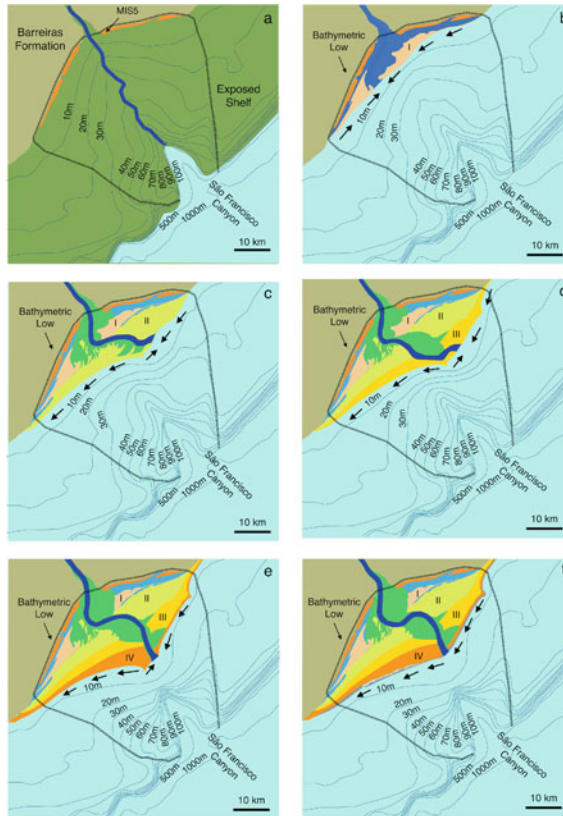 a
MIS5
Barreiras
Formation
Exposed
Shelf
10m
20m
30m
40m
50m
60m
70m
80m
90m
100m
500m
1000m
São Francisco
Canyon
10 km
b
Bathymetric
Low
I
10m
20m
30m
40m
50m
60m
70m
80m
90m
100m
500m
1000m
São Francisco
Canyon
10 km
c
Bathymetric
Low
I
II
10m
20m
30m
40m
50m
60m
70m
80m
90m
100m
500m
1000m
São Francisco
Canyon
10 km
Bathymetric
Low
I
II
III
10m
20m
30m
40m
50m
60m
70m
80m
90m
100m
500m
1000m
São Francisco
Canyon
10 km
e
Bathymetric
Low
I
II
III
IV
10m
20m
30m
40m
50m
60m
70m
80m
90m
100m
500m
1000m
São Francisco
Canyon
10 km
Bathymetric
Low
I
II
III
IV
10m
20m
30m
40m
50m
60m
70m
80m
90m
100m
500m
1000m
São Francisco
Canyon
10 km